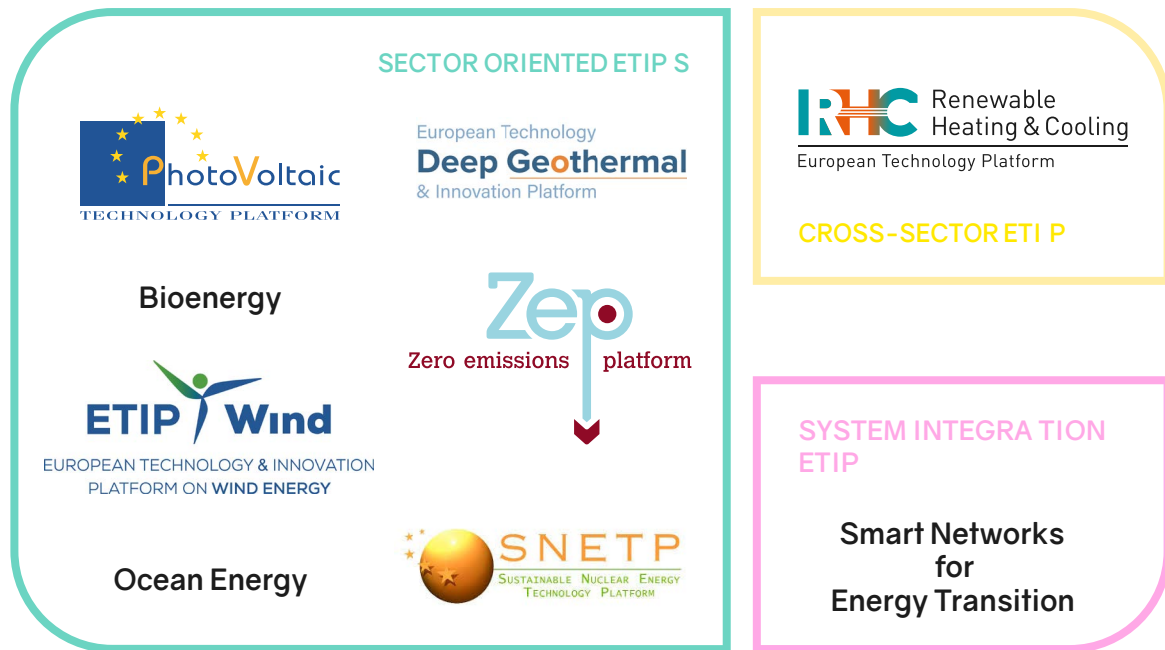 SECTOR ORIENTED ETIP S
PhotoVoltaic
TECHNOLOGY PLATFORM
European Technology
Deep Geothermal
& Innovation Platform
Bioenergy
Zep
Zero emissions platform
ETIP Wind
EUROPEAN TECHNOLOGY & INNOVATION
PLATFORM ON WIND ENERGY
Ocean Energy
SNETP
SUSTAINABLE NUCLEAR ENERGY
TECHNOLOGY PLATFORM
RHC Renewable
Heating & Cooling
European Technology Platform
CROSS-SECTOR ETI P
SYSTEM INTEGRA TION
ETIP
Smart Networks
for
Energy Transition